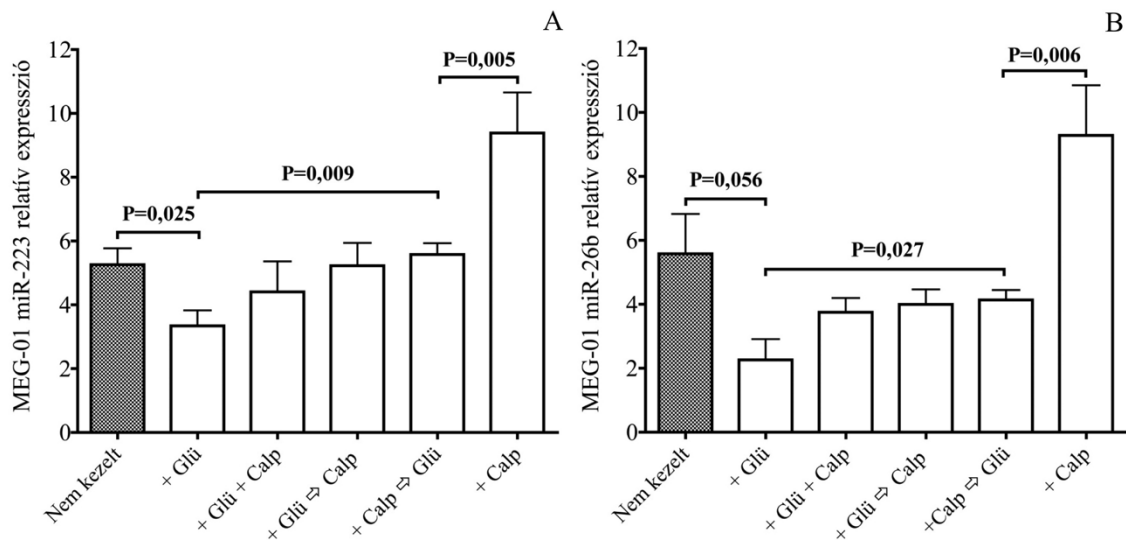 A
MEG-01 miR-223 relatív expresszió
12
10
8
6
4
2
0
P=0,025
P=0,009
P=0,005
Nem kezelt
+ Glü
+ Glü + Calp
+ Glü ⇨ Calp
+ Calp ⇨ Glü
+ Calp
B
MEG-01 miR-26b relatív expresszió
12
10
8
6
4
2
0
P=0,056
P=0,027
P=0,006
Nem kezelt
+ Glü
+ Glü + Calp
+ Glü ⇨ Calp
+Calp ⇨ Glü
+ Calp